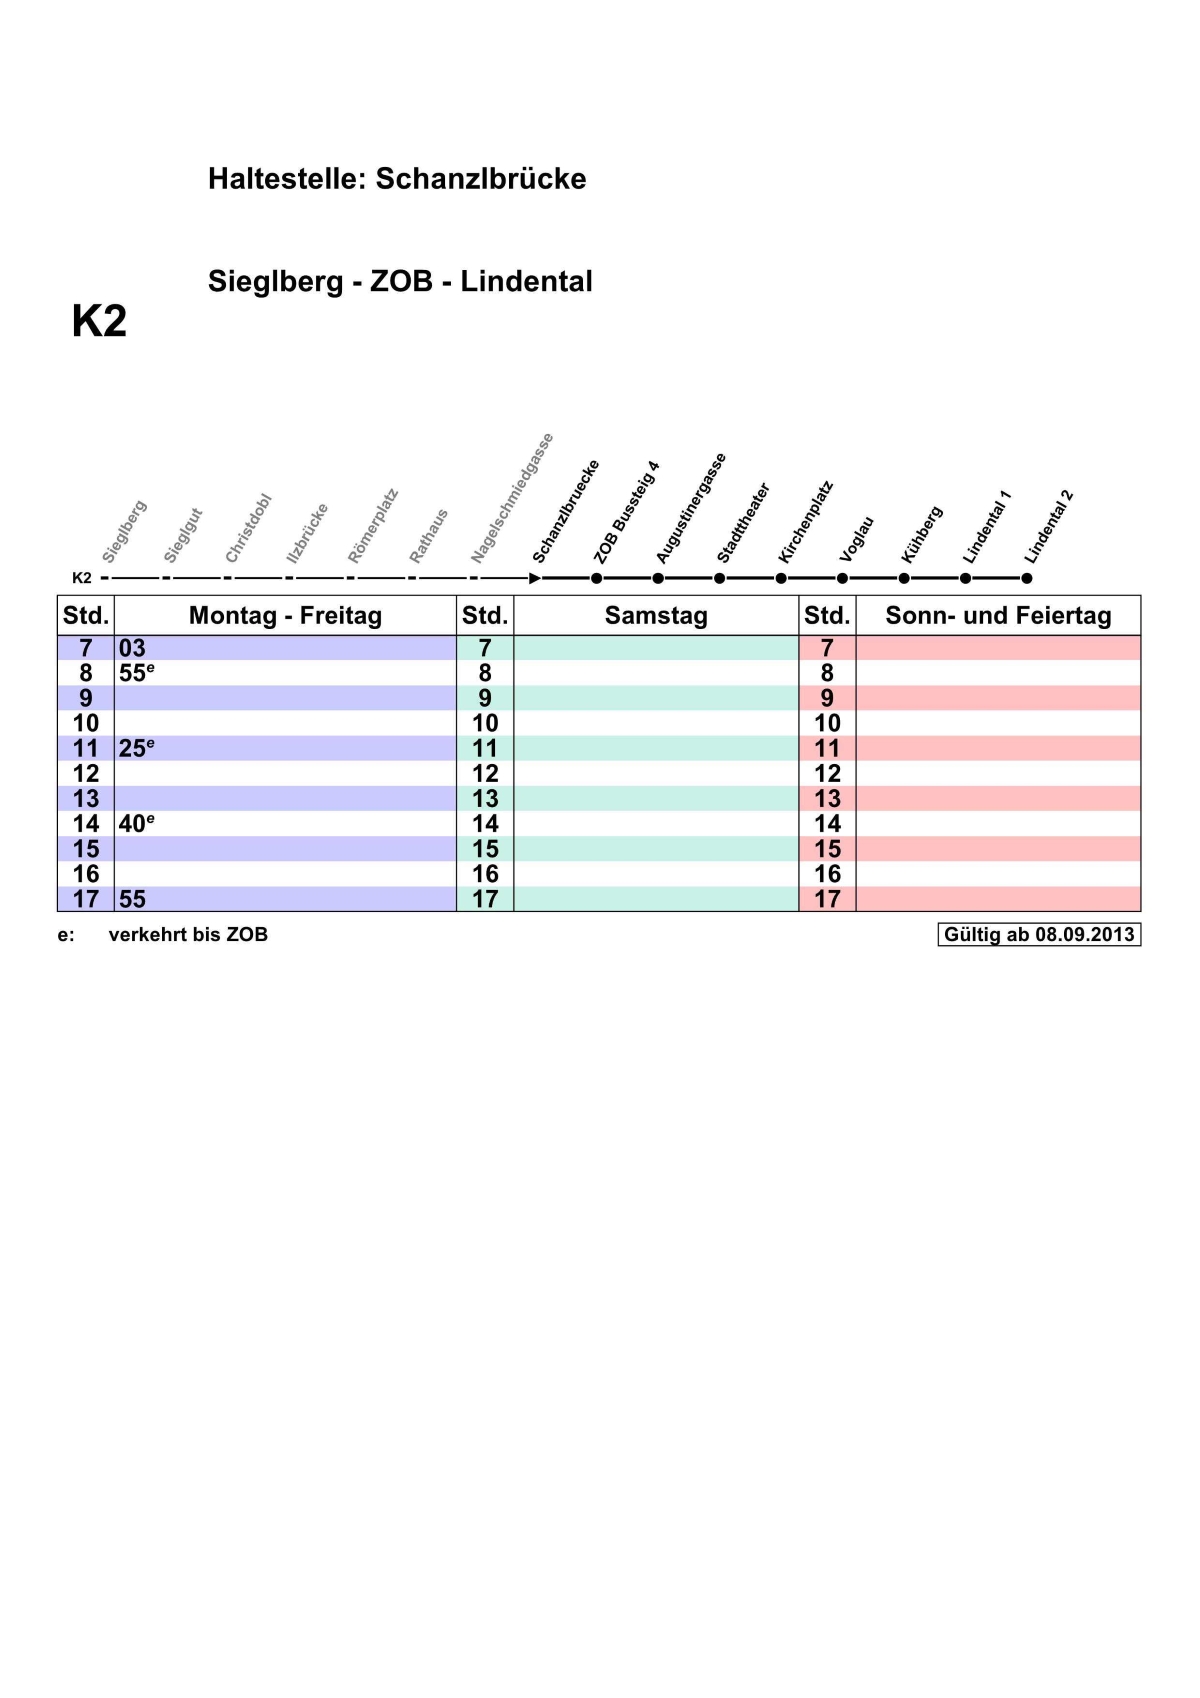 Haltestelle: Schanzlbrücke
Sieglberg - ZOB - Lindental
K2
Sieglberg
Sieglgut
Christdobl
Ilzbrücke
Römerplatz
Rathaus
Nagelschmiedgasse
Schanzlbruecke
ZOB Bussteig 4
Augustinergasse
Stadttheater
Kirchenplatz
Voglau
Kühberg
Lindental 1
Lindental 2
K2
Std. Montag - Freitag Std. Samstag Std. Sonn- und Feiertag
7 03 7 7
8 55e 8 8
9 9 9
10 10 10
11 25e 11 11
12 12 12
13 13 13
14 40e 14 14
15 15 15
16 16 16
17 55 17 17
e: verkehrt bis ZOB Gültig ab 08.09.2013